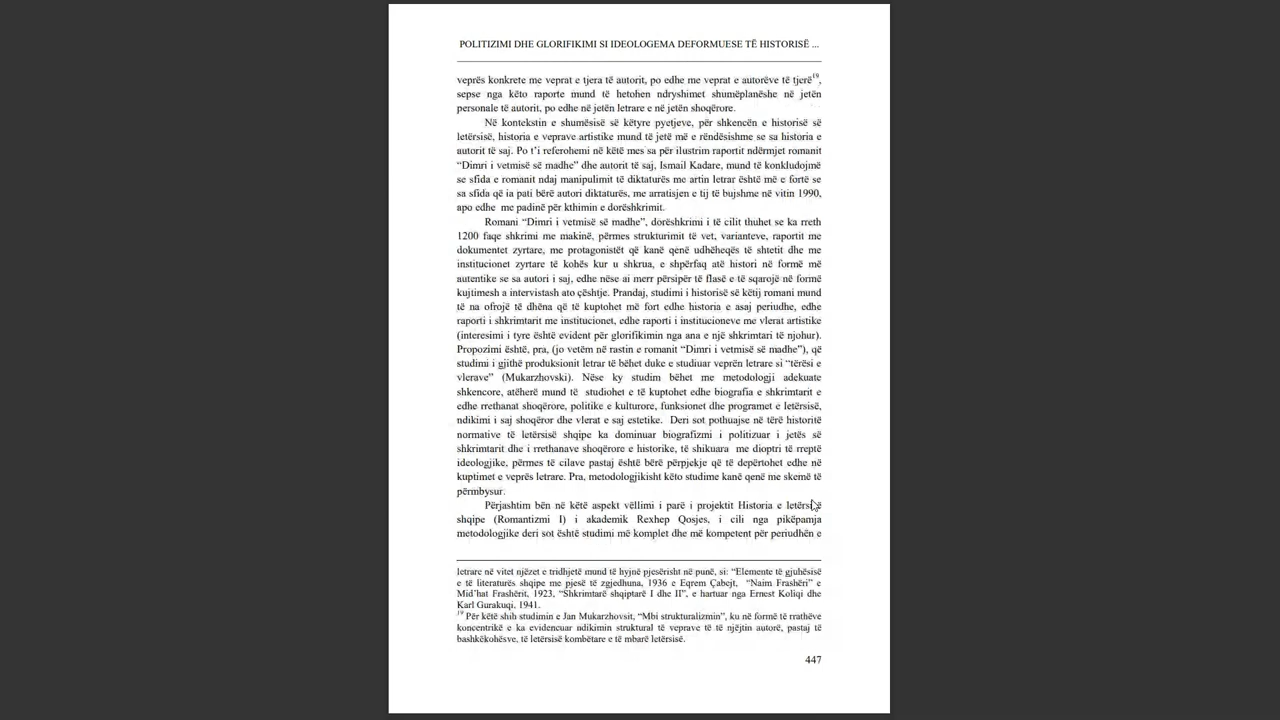 POLITIZIMI DHE GLORIFIKIMI SI IDEOLOGEMA DEFORMUESE TË HISTORISË ...
veprës konkrete me veprat e tjera të autorit, po edhe me veprat e autorëve të tjerë19,
sepse nga këto raporte mund të hetohen ndryshimet shumëplanëshe në jetën
personale të autorit, po edhe në jetën letrare e në jetën shoqërore.
Në kontekstin e shumësisë së këtyre pyetjeve, për shkencën e historisë së
letërsisë, historia e veprave artistike mund të jetë më e rëndësishme se sa historia e
autorit të saj. Po t’i referohemi në këtë mes sa për ilustrim raportit ndërmjet romanit
“Dimri i vetmisë së madhe” dhe autorit të saj, Ismail Kadare, mund të konkludojmë
se sfida e romanit ndaj manipulimit të diktaturës me artin letrar është më e fortë se
sa sfida që ia pati bërë autori diktaturës, me arratisjen e tij të bujshme në vitin 1990,
apo edhe me padinë për kthimin e dorëshkrimit.
Romani “Dimri i vetmisë së madhe”, dorëshkrimi i të cilit thuhet se ka rreth
1200 faqe shkrimi me makinë, përmes strukturimit të vet, varianteve, raportit me
dokumentet zyrtare, me protagonistët që kanë qenë udhëheqës të shtetit dhe me
institucionet zyrtare të kohës kur u shkrua, e shpërfaq atë histori në formë më
autentike se sa autori i saj, edhe nëse ai merr përsipër të flasë e të sqarojë në formë
kujtimesh a intervistash ato çështje. Prandaj, studimi i historisë së këtij romani mund
të na ofrojë të dhëna që të kuptohet më fort edhe historia e asaj periudhe, edhe
raporti i shkrimtarit me institucionet, edhe raporti i institucioneve me vlerat artistike
(interesimi i tyre është evident për glorifikimin nga ana e një shkrimtari të njohur).
Propozimi është, pra, (jo vetëm në rastin e romanit “Dimri i vetmisë së madhe”), që
studimi i gjithë produksionit letrar të bëhet duke e studiuar veprën letrare si “tërësi e
vlerave” (Mukarzhovski). Nëse ky studim bëhet me metodologji adekuate
shkencore, atëherë mund të studiohet e të kuptohet edhe biografia e shkrimtarit e
edhe rrethanat shoqërore, politike e kulturore, funksionet dhe programet e letërsisë,
ndikimi i saj shoqëror dhe vlerat e saj estetike. Deri sot pothuajse në tërë historitë
normative të letërsisë shqipe ka dominuar biografizmi i politizuar i jetës së
shkrimtarit dhe i rrethanave shoqërore e historike, të shikuara me dioptri të rreptë
ideologjike, përmes të cilave pastaj është bërë përpjekje që të depërtohet edhe në
kuptimet e veprës letrare. Pra, metodologjikisht këto studime kanë qenë me skemë të
përmbysur.
Përjashtim bën në këtë aspekt vëllimi i parë i projektit Historia e letërsisë
shqipe (Romantizmi I) i akademik Rexhep Qosjes, i cili nga pikëpamja
metodologjike deri sot është studimi më komplet dhe më kompetent për periudhën e
letrare në vitet njëzet e tridhjetë mund të hyjnë pjesërisht në punë, si: “Elemente të gjuhësisë
e të literaturës shqipe me pjesë të zgjedhuna, 1936 e Eqrem Çabejt, “Naim Frashëri” e
Mid’hat Frashërit, 1923, “Shkrimtarë shqiptarë I dhe II”, e hartuar nga Ernest Koliqi dhe
Karl Gurakuqi, 1941.
19 Për këtë shih studimin e Jan Mukarzhovsit, “Mbi strukturalizmin”, ku në formë të rrathëve
koncentrikë e ka evidencuar ndikimin struktural të veprave të të njëjtin autorë, pastaj të
bashkëkohësve, të letërsisë kombëtare e të mbarë letërsisë.
447